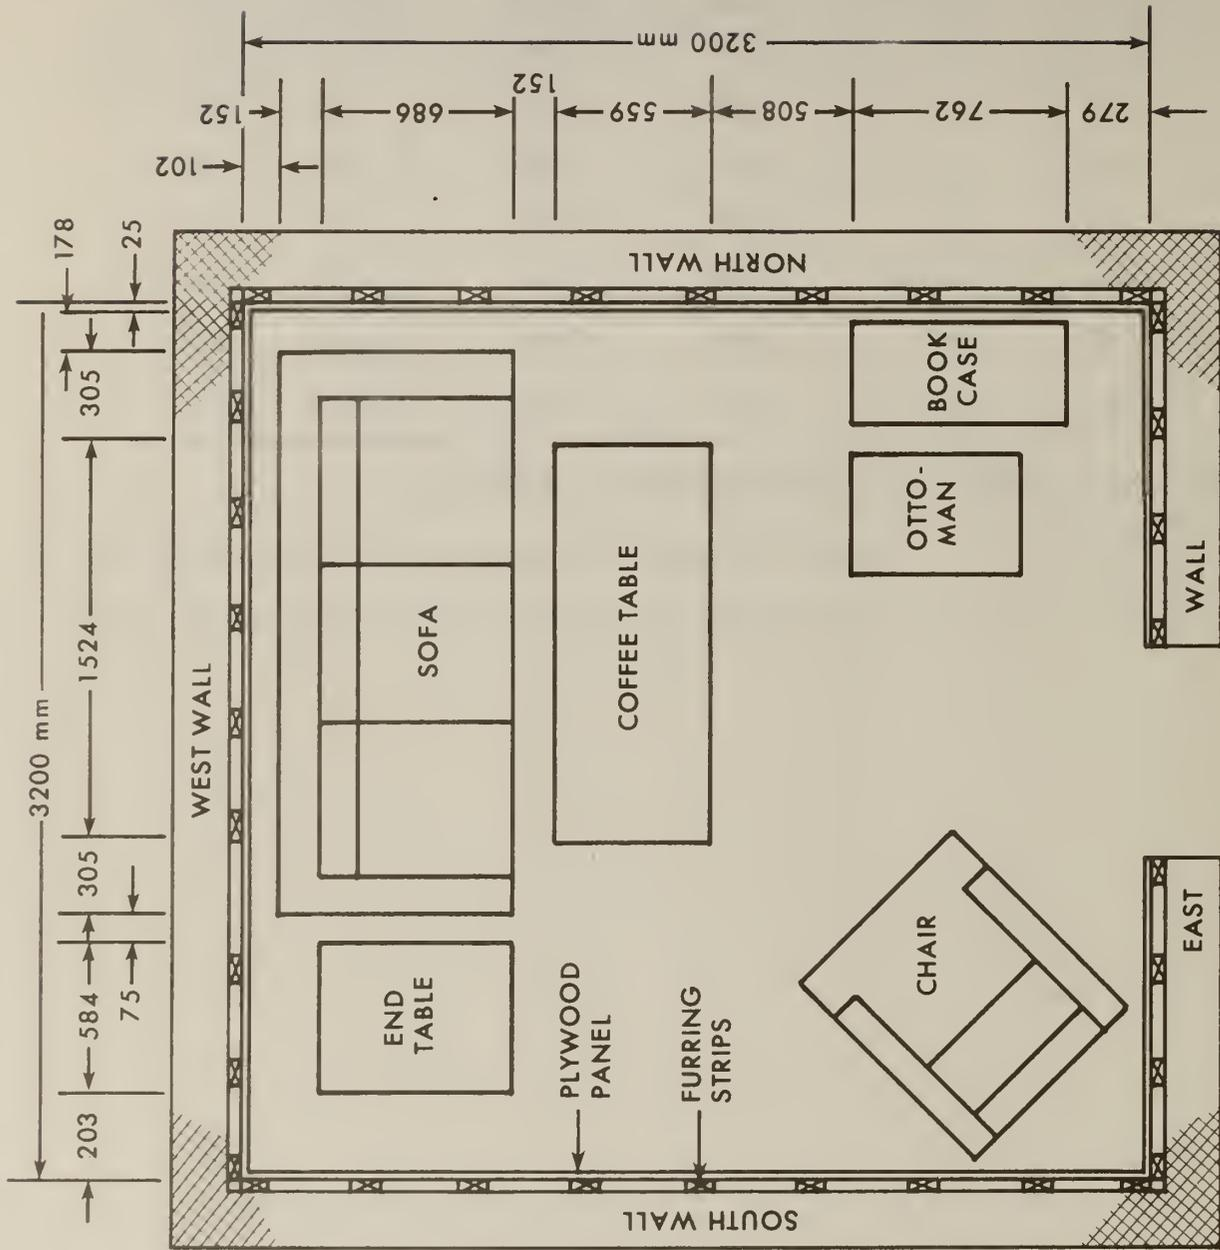 3200 mm
152
102
686
152
559
508
762
279
178
25
305
1524
3200 mm
305
584
75
203
WEST WALL
NORTH WALL
SOUTH WALL
EAST
WALL
SOFA
COFFEE TABLE
BOOK
CASE
OTTO-
MAN
END
TABLE
CHAIR
PLYWOOD
PANEL
FURRING
STRIPS